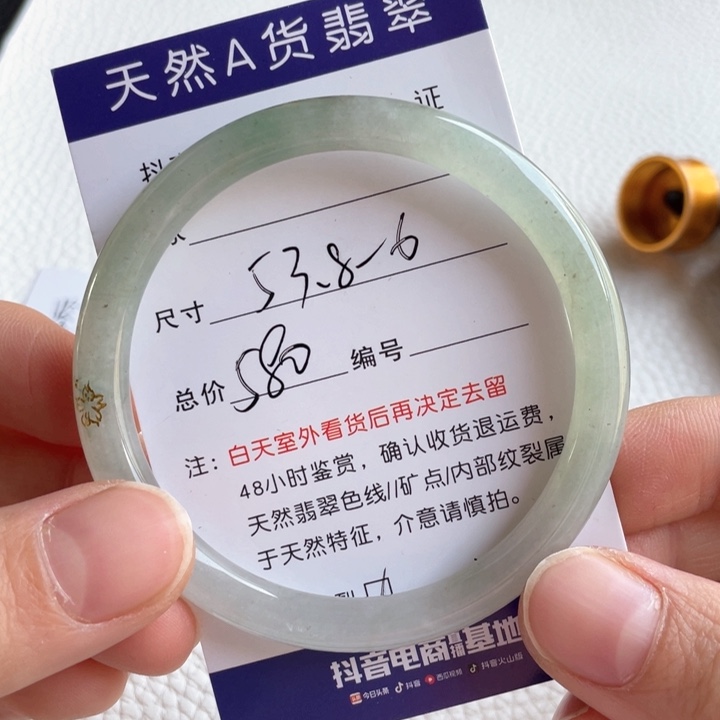 天然A货翡翠
证
尺寸 53.8-6
总价 580 编号
注：白天室外看货后再决定去留
48小时鉴赏，确认收货退运费，
天然翡翠色线//矿点/内部纹裂属
于天然特征，介意请慎拍。
抖音电商直播基地
今日头条 抖音 西瓜视频 抖音火山版